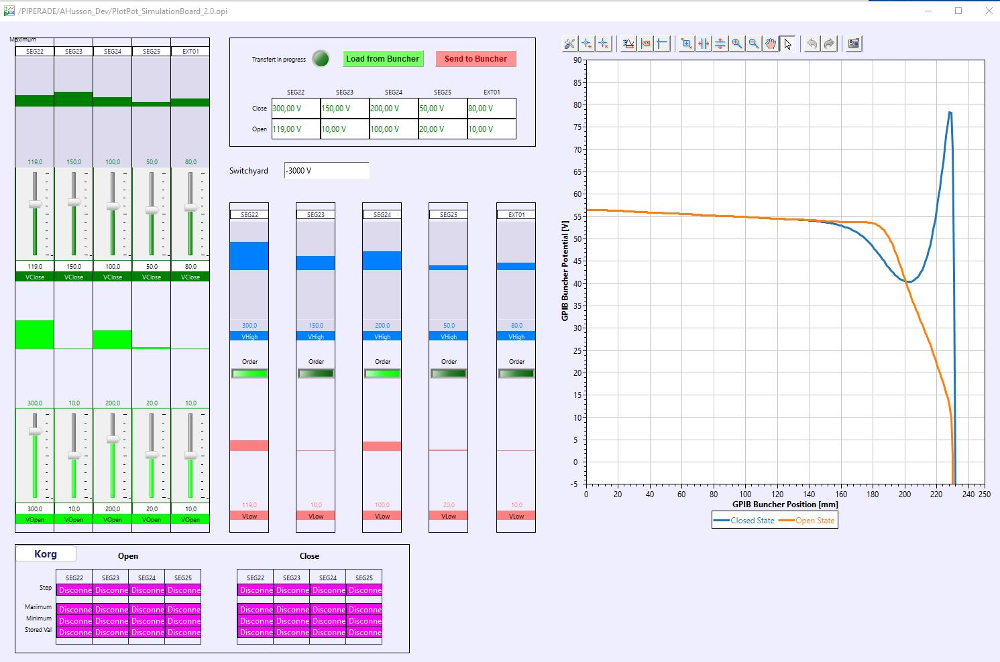 /PIPERADE/AHusson_Dev/PlotPot_SimulationBoard_2.0.opi
Maximum
SEG22 SEG23 SEG24 SEG25 EXT01
119,0 150,0 100,0 50,0 80,0
119,0 150,0 100,0 50,0 80,0
VClose VClose VClose VClose VClose
300,0 10,0 200,0 20,0 10,0
300,0 10,0 200,0 20,0 10,0
VOpen VOpen VOpen VOpen VOpen
Transfert in progress Load from Buncher Send to Buncher
SEG22 SEG23 SEG24 SEG25 EXT01
Close 300,00 V 150,00 V 200,00 V 50,00 V 80,00 V
Open 119,00 V 10,00 V 100,00 V 20,00 V 10,00 V
Switchyard -3000 V
SEG22 SEG23 SEG24 SEG25 EXT01
300,0 150,0 200,0 50,0 80,0
VHigh VHigh VHigh VHigh VHigh
Order Order Order Order Order
119,0 10,0 100,0 20,0 10,0
VLow VLow VLow VLow VLow
90
85
80
75
70
65
60
55
50
45
40
35
30
25
20
15
10
5
0
-5
GPIB Buncher Potential [V]
0 20 40 60 80 100 120 140 160 180 200 220 240 250
GPIB Buncher Position [mm]
Closed State Open State
Korg Open Close
SEG22 SEG23 SEG24 SEG25 SEG22 SEG23 SEG24 SEG25
Step Disconne Disconne Disconne Disconne Disconne Disconne Disconne Disconne
Maximum Disconne Disconne Disconne Disconne Disconne Disconne Disconne Disconne
Minimum Disconne Disconne Disconne Disconne Disconne Disconne Disconne Disconne
Stored Val Disconne Disconne Disconne Disconne Disconne Disconne Disconne Disconne